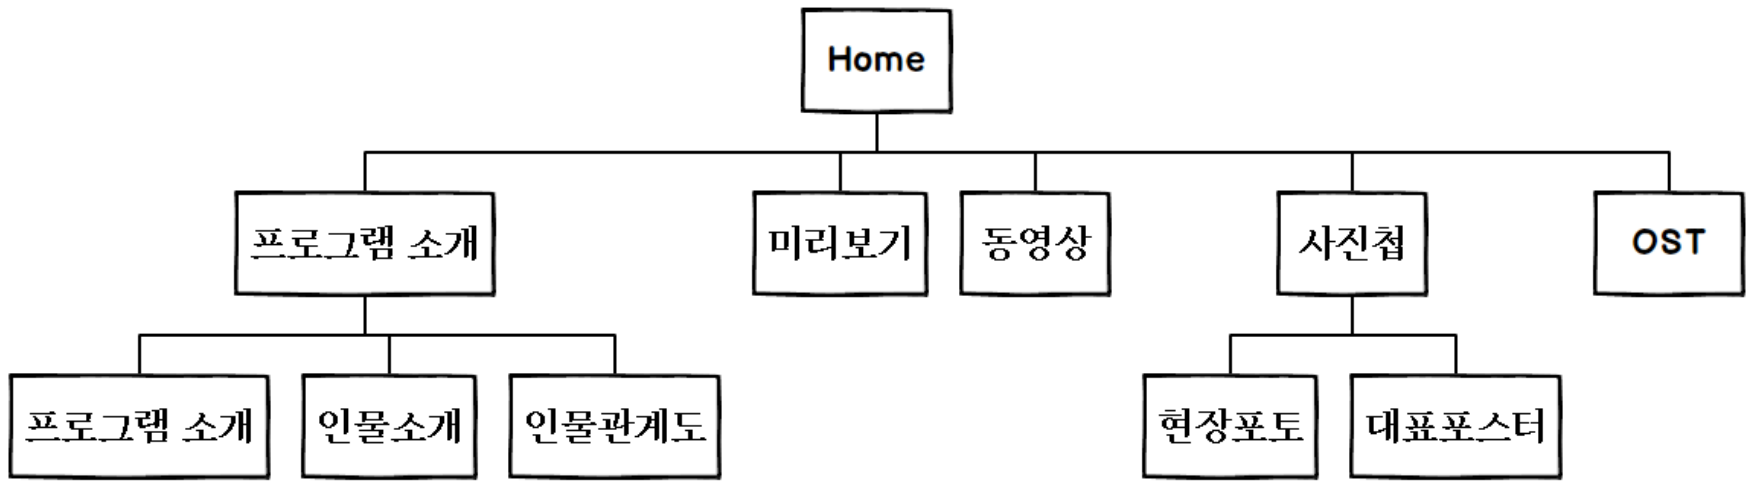 Home
프로그램 소개
미리보기
동영상
사진첩
OST
프로그램 소개
인물소개
인물관계도
현장포토
대표포스터